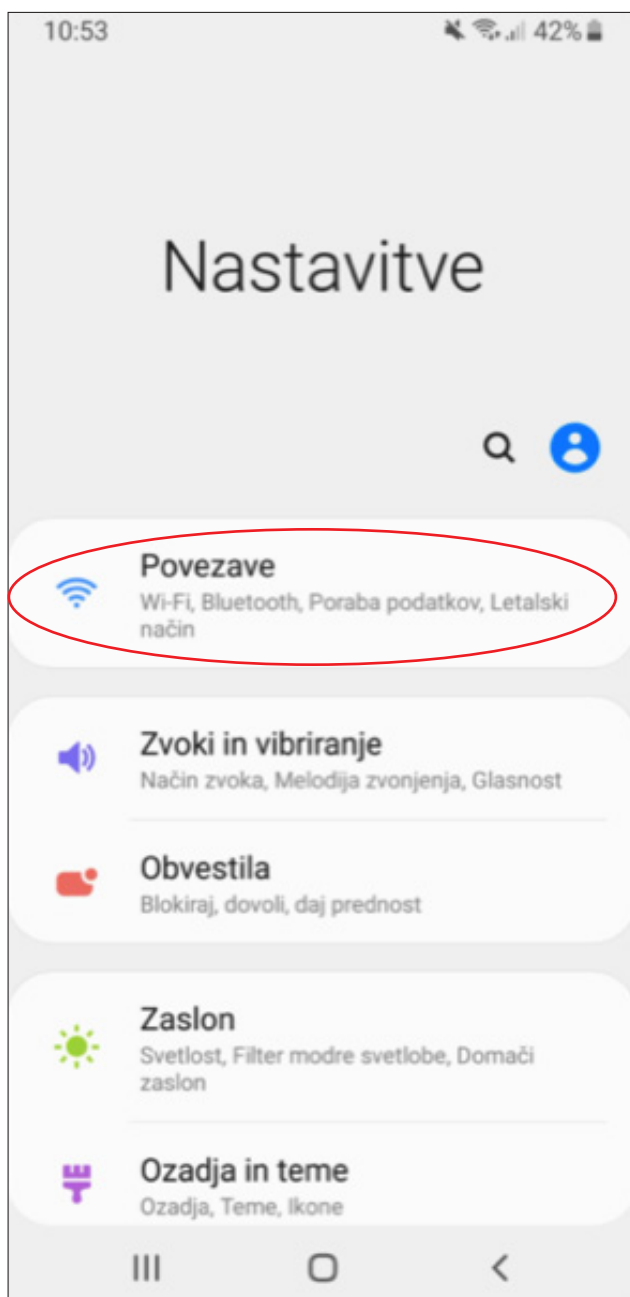 10:53 42%
Nastavitve
Povezave
Wi-Fi, Bluetooth, Poraba podatkov, Letalski
način
Zvoki in vibriranje
Način zvoka, Melodija zvonjenja, Glasnost
Obvestila
Blokiraj, dovoli, daj prednost
Zaslon
Svetlost, Filter modre svetlobe, Domači
zaslon
Ozadja in teme
Ozadja, Teme, Ikone